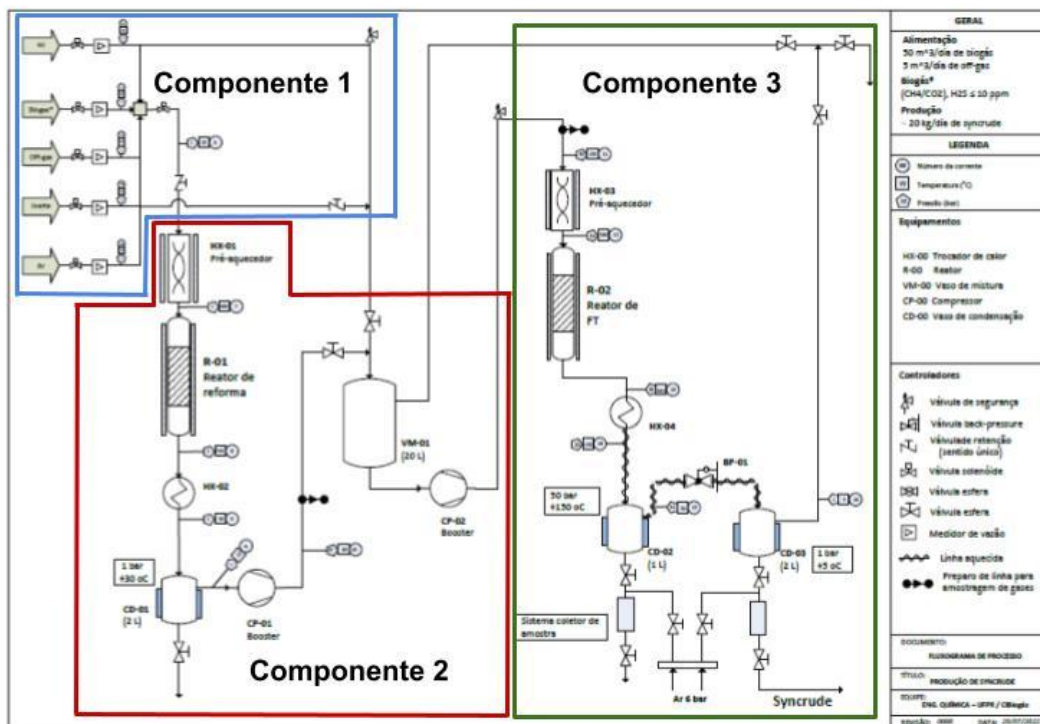 Componente 1
Biogás*
Off-gas
Inerte
HX-01
Pré-aquecedor
R-01
Reator de
reforma
HX-02
1 bar
+30 oC
CD-01
(2 L)
CP-01
Booster
VM-01
(20 L)
CP-02
Booster
Componente 2
Componente 3
HX-03
Pré-aquecedor
R-02
Reator de
FT
HX-04
BP-01
30 bar
+130 oC
CD-02
(1 L)
CD-03
(2 L)
1 bar
+5 oC
Sistema coletor de
amostra
Ar 6 bar
Syncrude
GERAL
Alimentação
50 m^3/dia de biogás
5 m^3/dia de off-gas
Biogás*
(CH4/CO2), H2S ≤ 10 ppm
Produção
~ 20 kg/dia de syncrude
LEGENDA
Número da corrente
Temperatura (°C)
Pressão (bar)
Equipamentos
HX-00 Trocador de calor
R-00 Reator
VM-00 Vaso de mistura
CP-00 Compressor
CD-00 Vaso de condensação
Controladores
Válvula de segurança
Válvula back-pressure
Válvula de retenção
(sentido único)
Válvula solenóide
Válvula esfera
Válvula esfera
Medidor de vazão
Linha aquecida
Preparo de linha para
amostragem de gases
DOCUMENTO:
FLUXOGRAMA DE PROCESSO
TÍTULO:
PRODUÇÃO DE SYNCRUDE
EQUIPE:
ENG. QUÍMICA – UFPR / CIBiogás
REVISÃO: 0000 DATA: